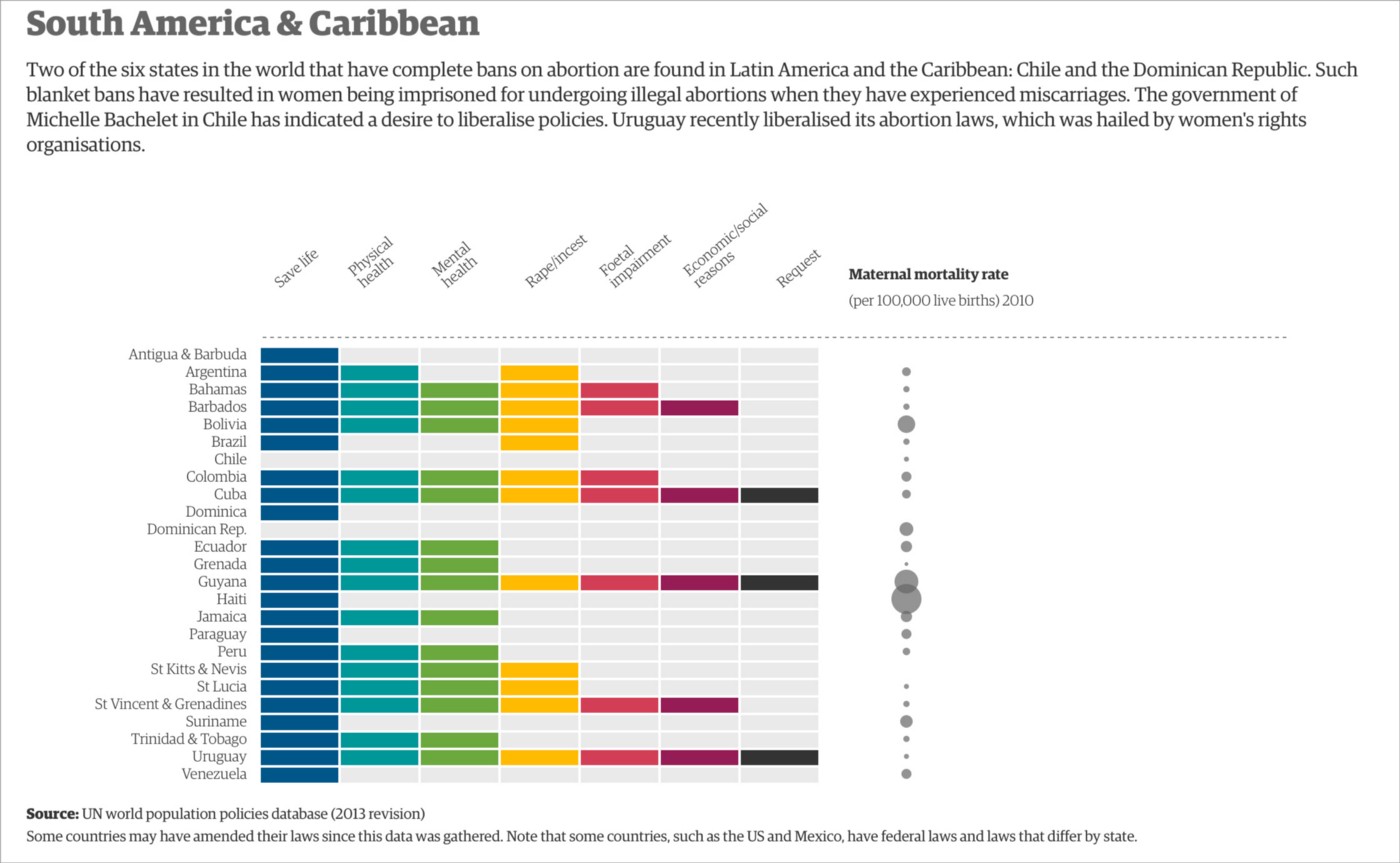 South America & Caribbean
Two of the six states in the world that have complete bans on abortion are found in Latin America and the Caribbean: Chile and the Dominican Republic. Such
blanket bans have resulted in women being imprisoned for undergoing illegal abortions when they have experienced miscarriages. The government of
Michelle Bachelet in Chile has indicated a desire to liberalise policies. Uruguay recently liberalised its abortion laws, which was hailed by women's rights
organisations.
Save life
Physical
health
Mental
health
Rape/incest
Foetal
impairment
Economic/social
reasons
Request
Maternal mortality rate
(per 100,000 live births) 2010
Antigua & Barbuda
Argentina
Bahamas
Barbados
Bolivia
Brazil
Chile
Colombia
Cuba
Dominica
Dominican Rep.
Ecuador
Grenada
Guyana
Haiti
Jamaica
Paraguay
Peru
St Kitts & Nevis
St Lucia
St Vincent & Grenadines
Suriname
Trinidad & Tobago
Uruguay
Venezuela
Source: UN world population policies database (2013 revision)
Some countries may have amended their laws since this data was gathered. Note that some countries, such as the US and Mexico, have federal laws and laws that differ by state.